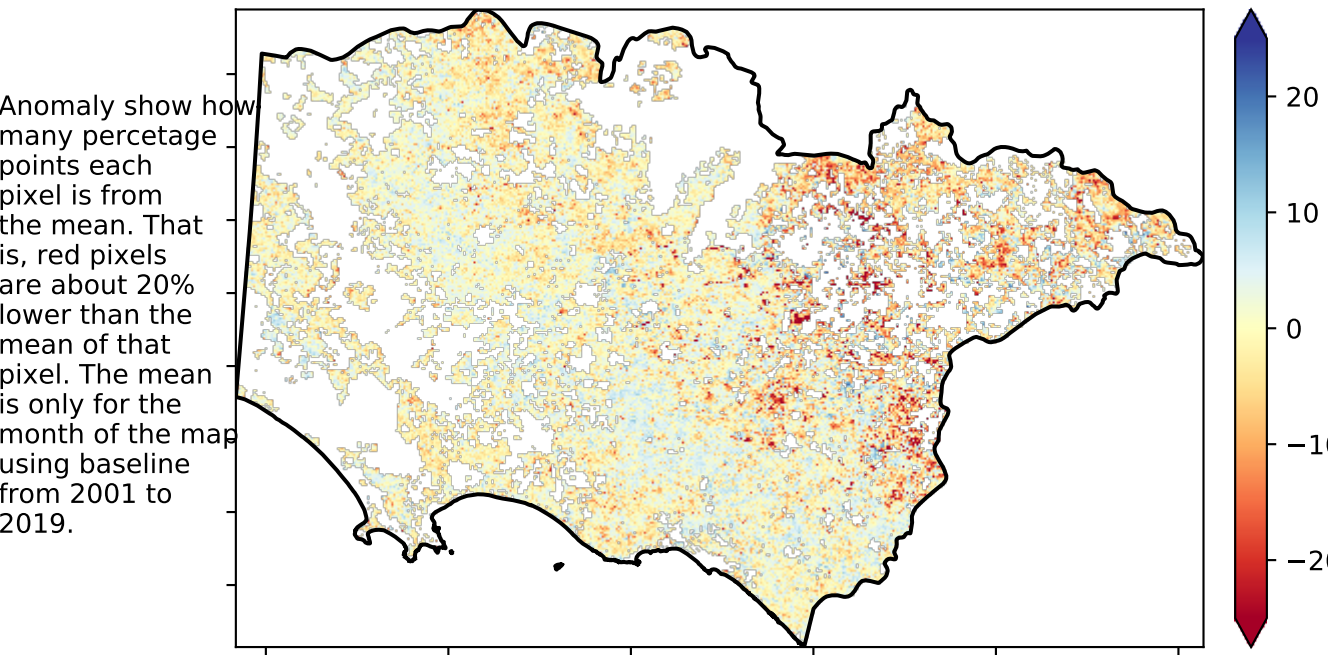 Anomaly show how
many percetage
points each
pixel is from
the mean. That
is, red pixels
are about 20%
lower than the
mean of that
pixel. The mean
is only for the
month of the map
using baseline
from 2001 to
2019.
20
10
0
−10
−20